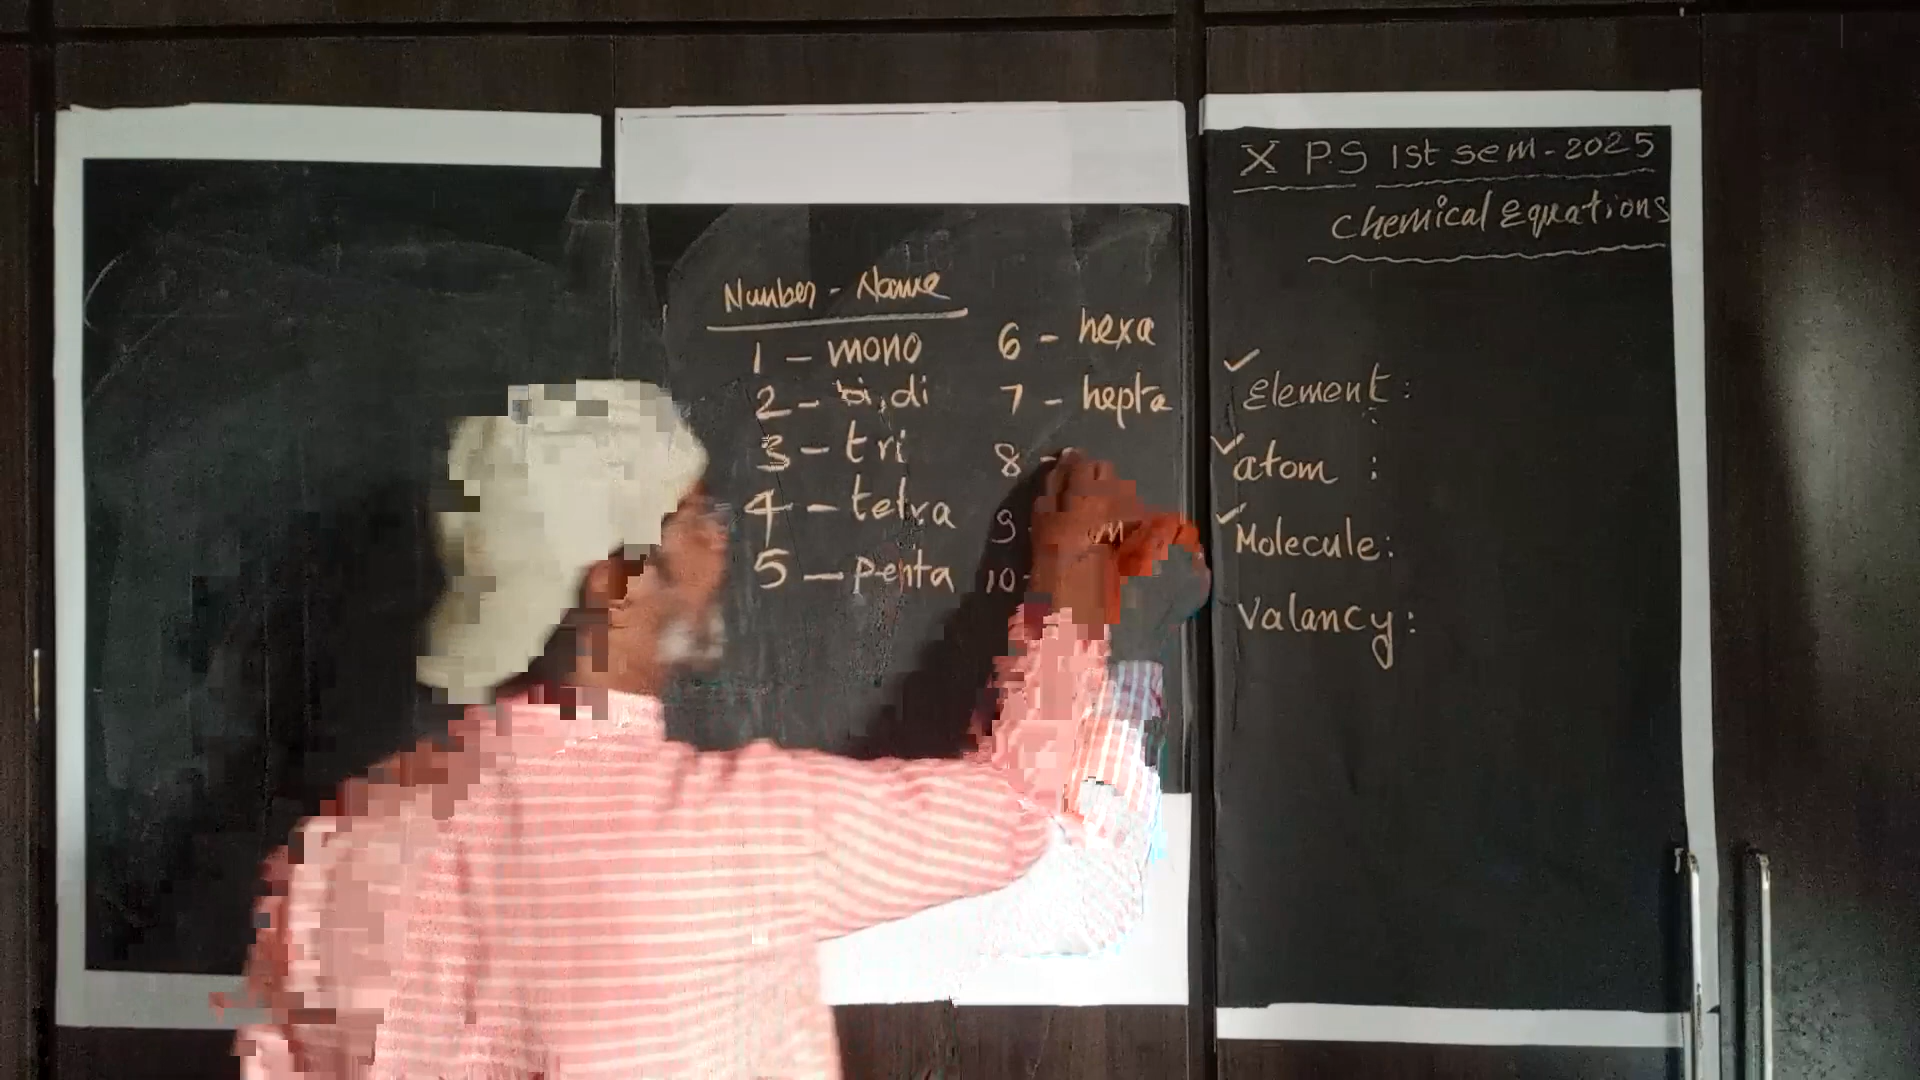 Number - Name
1 - mono
2 - bi, di
3 - tri
4 - tetra
5 - penta
6 - hexa
7 - hepta
8 -
9 -
10 -
X P.S 1st sem - 2025
Chemical Equations
Element :
atom :
Molecule :
Valancy :